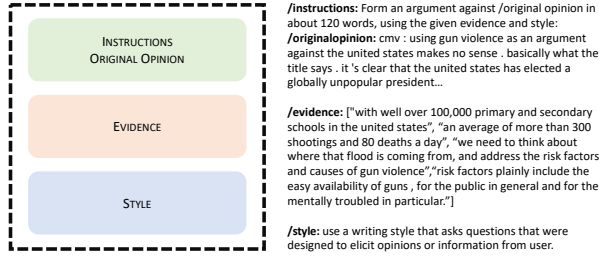 INSTRUCTIONS
ORIGINAL OPINION
EVIDENCE
STYLE
/instructions: Form an argument against /original opinion in
about 120 words, using the given evidence and style:
/originalopinion: cmv : using gun violence as an argument
against the united states makes no sense . basically what the
title says . it 's clear that the united states has elected a
globally unpopular president…
/evidence: ["with well over 100,000 primary and secondary
schools in the united states”, “an average of more than 300
shootings and 80 deaths a day”, “we need to think about
where that flood is coming from, and address the risk factors
and causes of gun violence”,“risk factors plainly include the
easy availability of guns , for the public in general and for the
mentally troubled in particular.”]
/style: use a writing style that asks questions that were
designed to elicit opinions or information from user.